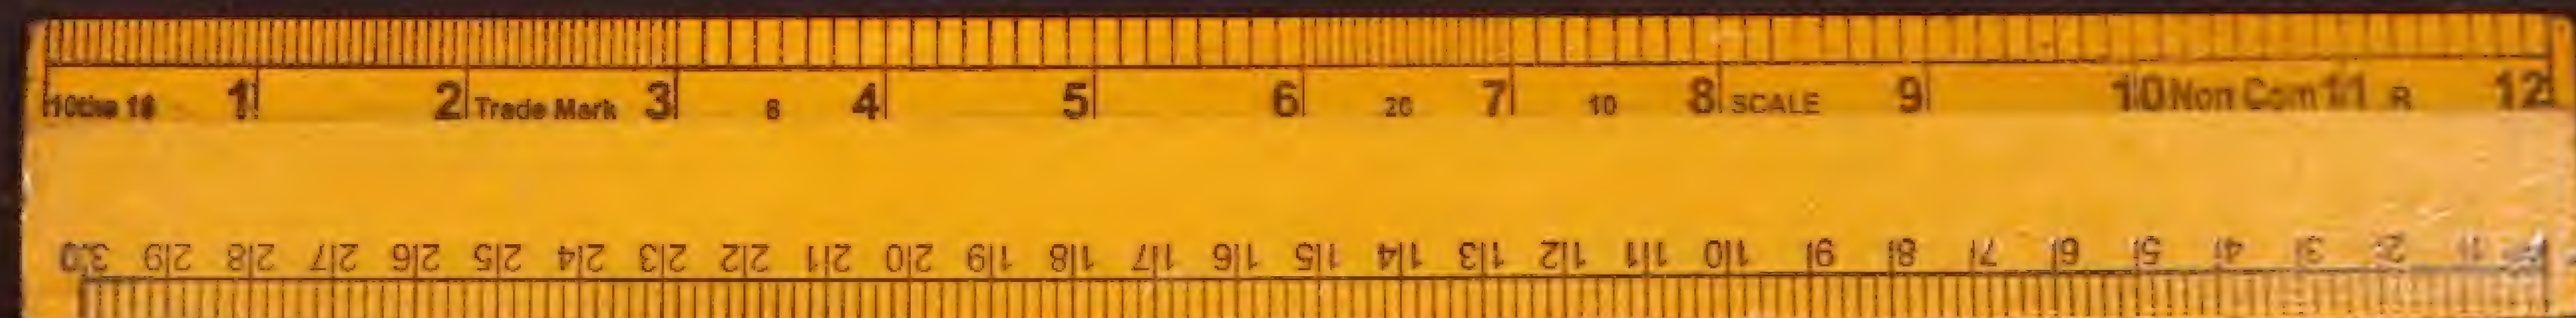 10ths 16 1 2 Trade Mark 3 8 4 5 6 20 7 10 8 SCALE 9 10 Non Com 11 R 12
30 29 28 27 26 25 24 23 22 21 20 19 18 17 16 15 14 13 12 11 10 9 8 7 6 5 4 3 2 1